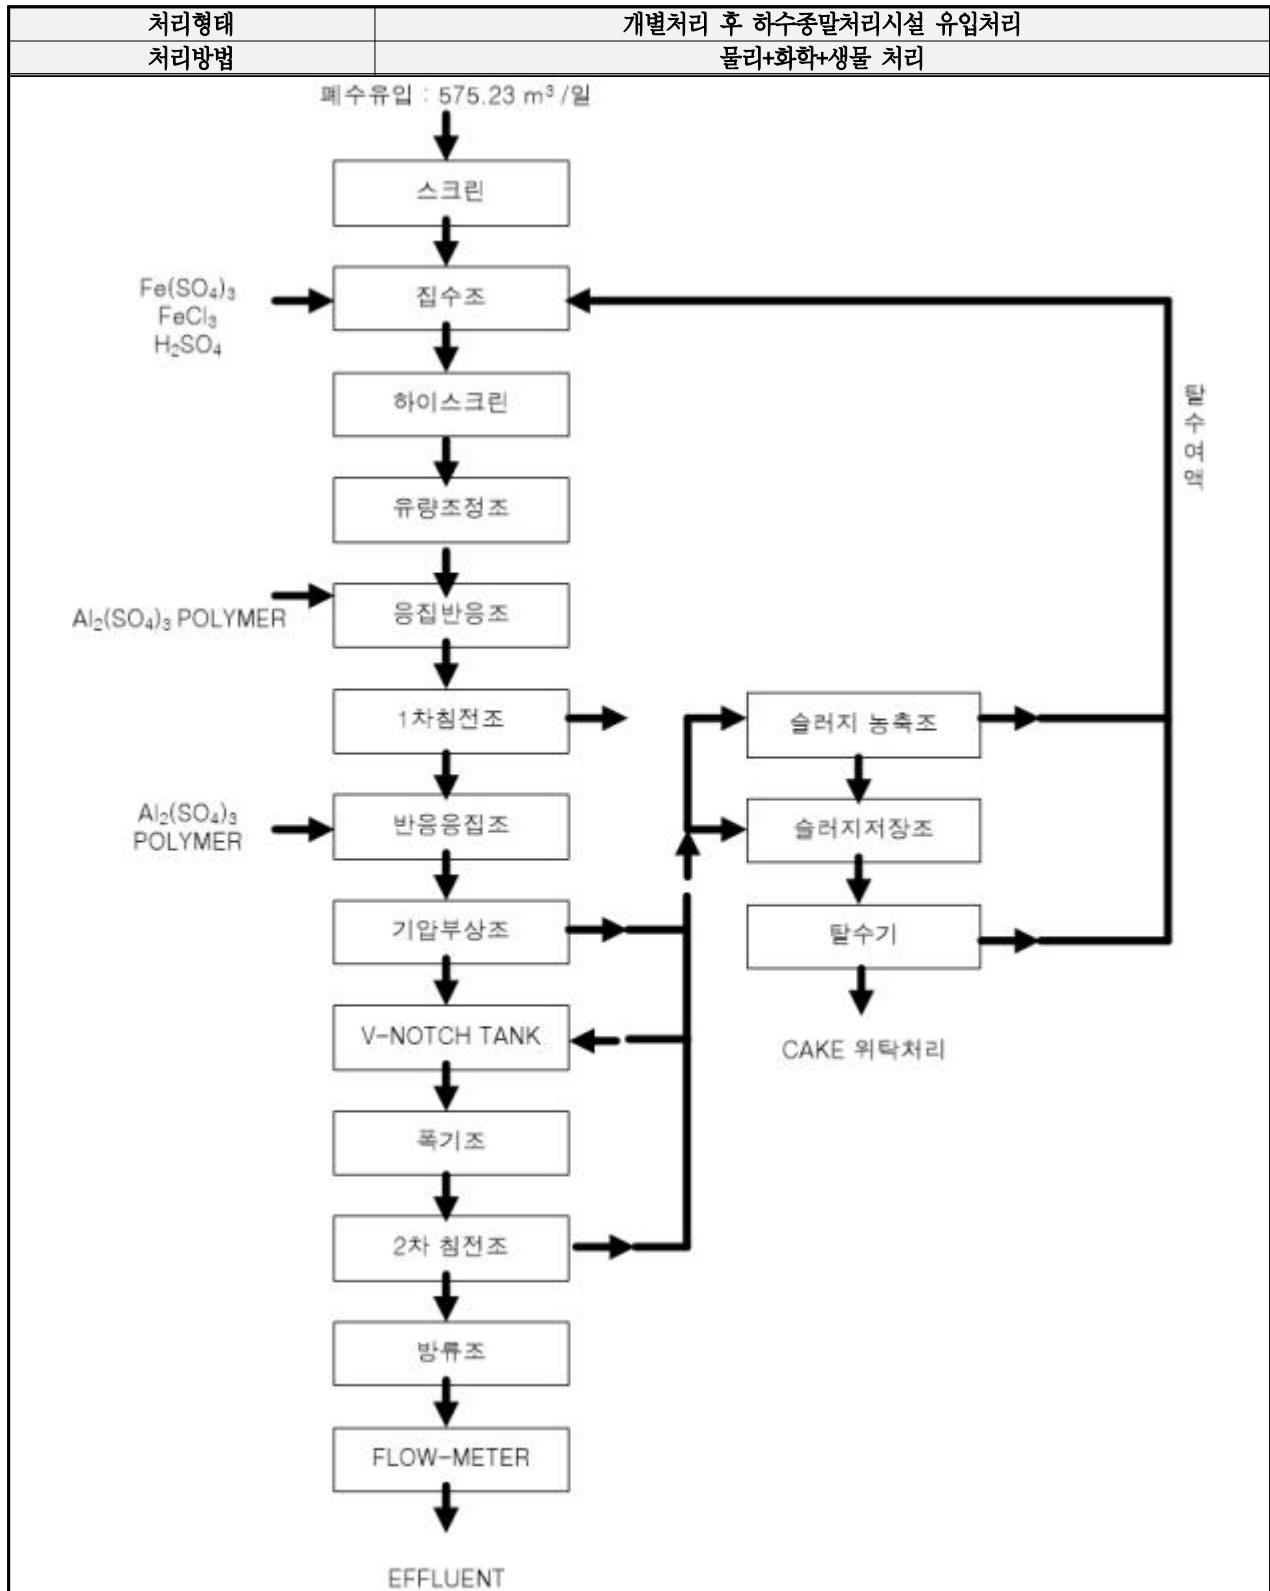 처리형태 개별처리 후 하수종말처리시설 유입처리
처리방법 물리+화학+생물 처리
폐수유입 : 575.23 m³ /일
스크린
Fe(SO₄)₃
FeCl₃
H₂SO₄
집수조
하이스크린
탈
수
여
액
유량조정조
Al₂(SO₄)₃ POLYMER
응집반응조
1차침전조
슬러지 농축조
Al₂(SO₄)₃
POLYMER
반응응집조
슬러지저장조
기압부상조
탈수기
V-NOTCH TANK
CAKE 위탁처리
폭기조
2차 침전조
방류조
FLOW-METER
EFFLUENT